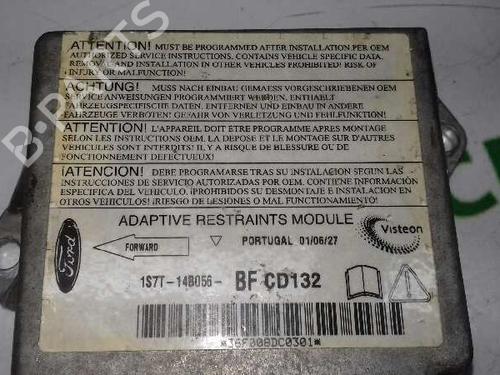 ATTENTION! MUST BE PROGRAMMED AFTER INSTALLATION PER OEM
AUTHORIZED SERVICE INSTRUCTIONS. CONTAINS VEHICLE SPECIFIC DATA.
REMOVAL AND INSTALLATION IN OTHER VEHICLES PROHIBITED! RISK OF
INJURY OR MALFUNCTION!
ACHTUNG! MUSS NACH EINBAU GEMAESS VORGESCHRIEBENEN OEM
SERVICE ANWEISUNGEN PROGRAMMIERT WERDEN, ENTHAELT
FAHRZEUGSPEZIFISCHE DATEN, ENTFERNEN UND EINBAU IN ANDERE
FAHRZEUGE VERBOTEN! GEFAHR VON VERLETZUNG UND FEHLFUNKTION!
ATTENTION! L'APPAREIL DOIT ETRE PROGRAMME APRES MONTAGE
SELON LES INSTRUCTIONS OEM. LA DEPOSE ET LE MONTAGE SUR D'AUTRES
VEHICULES SONT INTERDITS! IL Y A RISQUE DE BLESSURE OU DE
FONCTIONNEMENT DEFECTUEUX!
¡ATENCION! DEBE PROGRAMARSE TRAS SU INSTALACION SEGUN LAS
INSTRUCCIONES DE SERVICIO AUTORIZADAS POR OEM. CONTIENE INFORMACIÓN
ESPECIFICA DEL VEHICULO. ¡PROHIBIDOS SU DESMONTAJE E INSTALACION EN
OTROS VEHICULOS! ¡RIESGO DE LESIONES O MAL FUNCIONAMIENTO!
ADAPTIVE RESTRAINTS MODULE
Ford
FORWARD
PORTUGAL 01/06/27
Visteon
1S7T-14B056- BF CD132
*36F008DC0301*
B-PARTS